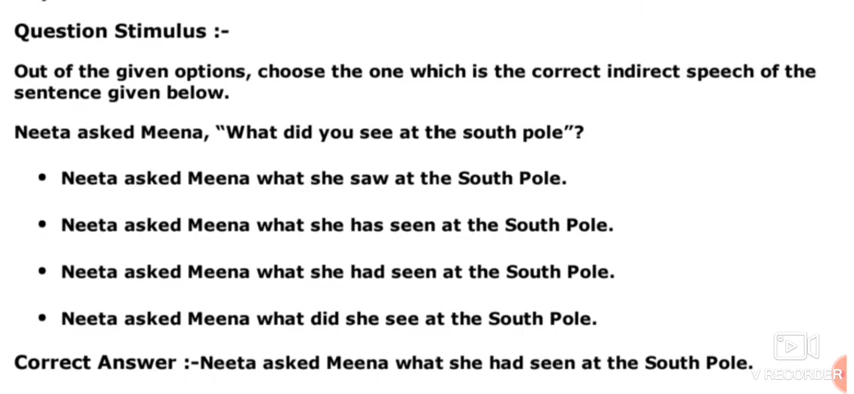 Question Stimulus :-
Out of the given options, choose the one which is the correct indirect speech of the
sentence given below.
Neeta asked Meena, “What did you see at the south pole”?
• Neeta asked Meena what she saw at the South Pole.
• Neeta asked Meena what she has seen at the South Pole.
• Neeta asked Meena what she had seen at the South Pole.
• Neeta asked Meena what did she see at the South Pole.
Correct Answer :-Neeta asked Meena what she had seen at the South Pole.
V RECORDER